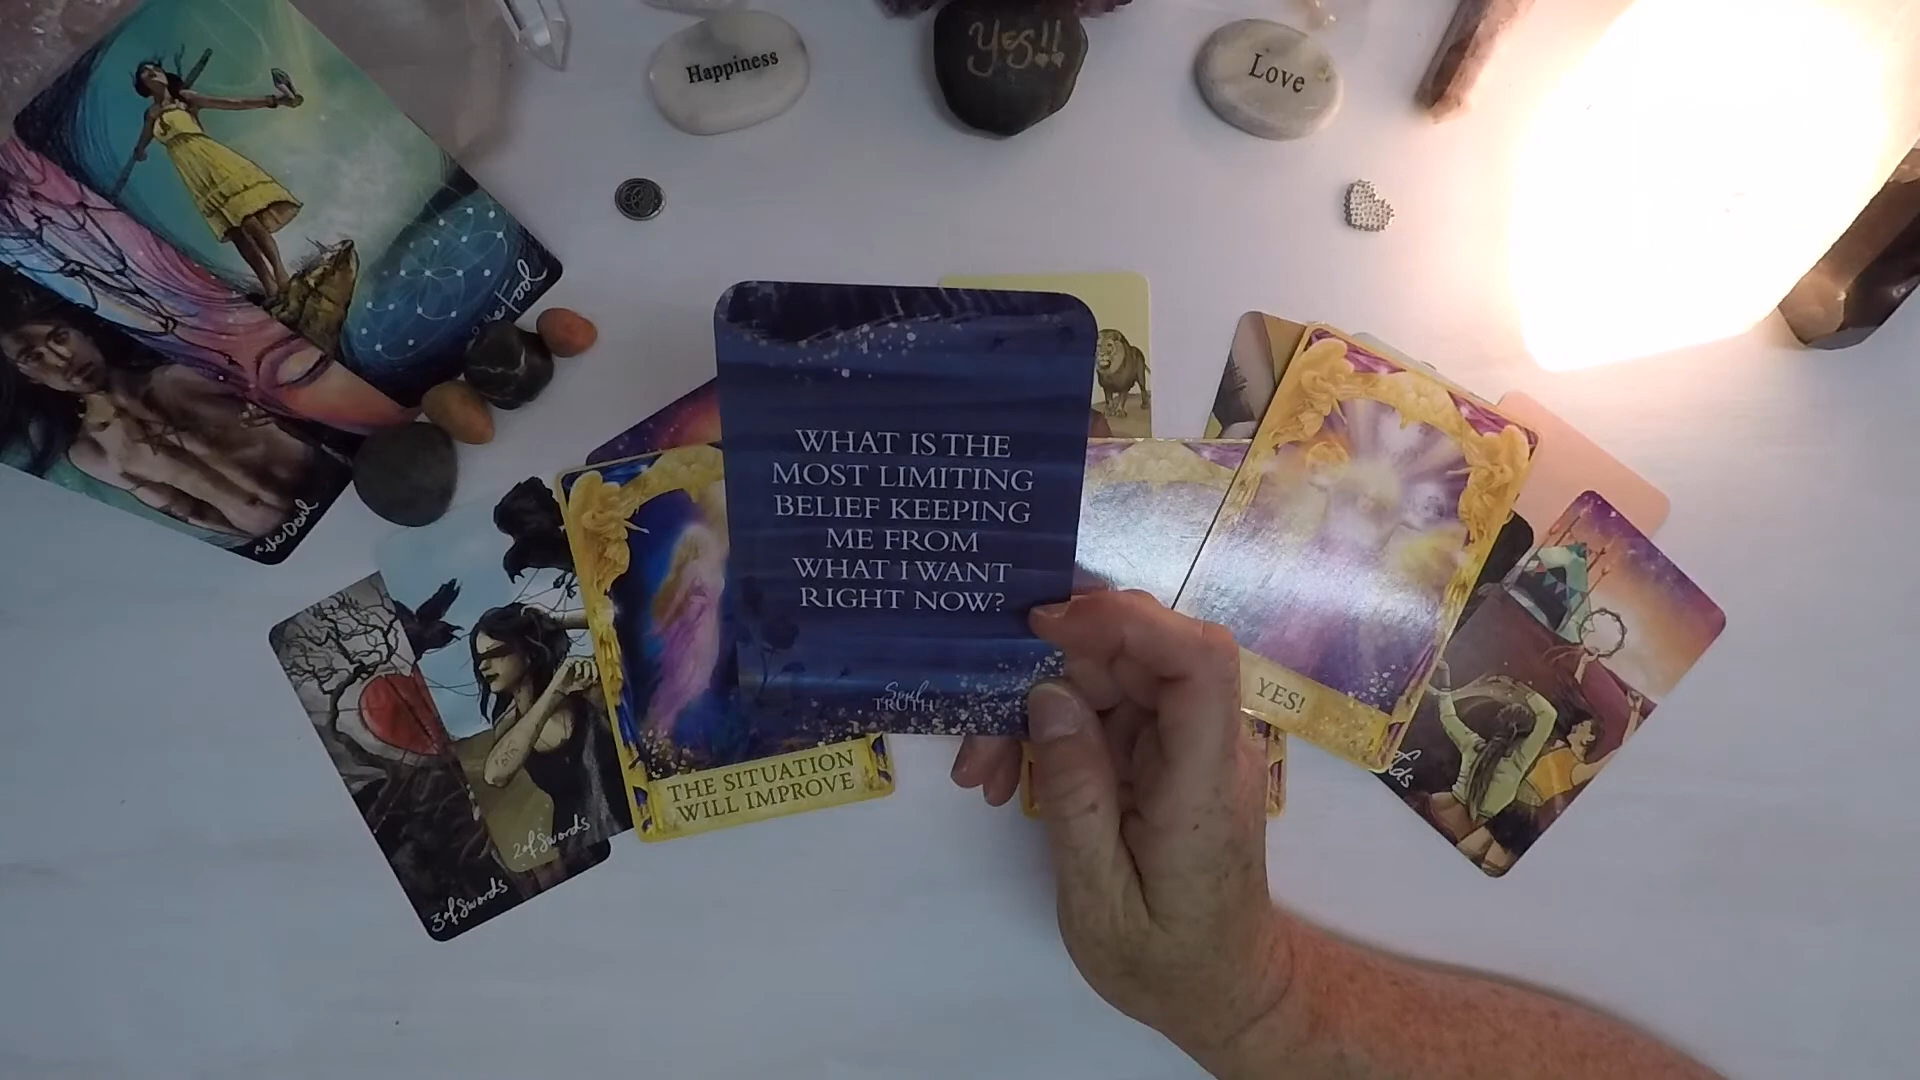 Happiness
Yes!!
Love
the Fool
the Devil
WHAT IS THE
MOST LIMITING
BELIEF KEEPING
ME FROM
WHAT I WANT
RIGHT NOW?
Soul
TRUTH
YES!
THE SITUATION
WILL IMPROVE
2 of Swords
3 of Swords